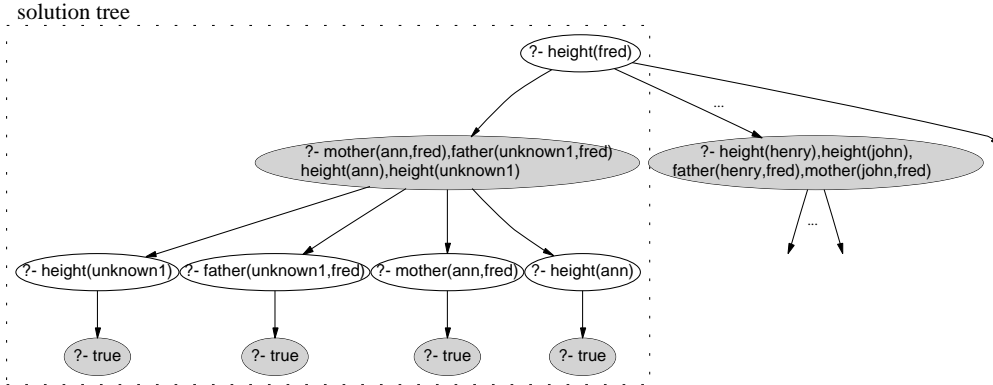 solution tree
?- height(fred)
...
?- mother(ann,fred),father(unknown1,fred)
height(ann),height(unknown1)
?- height(henry),height(john),
father(henry,fred),mother(john,fred)
...
?- height(unknown1)
?- father(unknown1,fred)
?- mother(ann,fred)
?- height(ann)
?- true
?- true
?- true
?- true